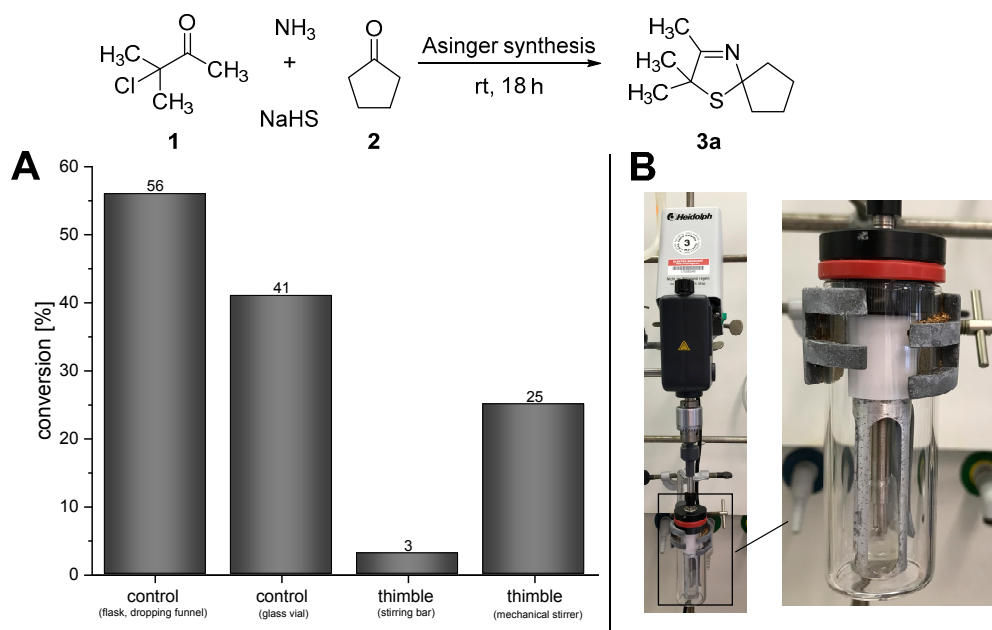 O
H₃C
Cl
CH₃
CH₃
1
NH₃
+
NaHS
O
2
Asinger synthesis
rt, 18 h
H₃C
H₃C
H₃C
N
S
3a
A
conversion [%]
60
50
40
30
20
10
0
56
41
3
25
control
(flask, dropping funnel)
control
(glass vial)
thimble
(stirring bar)
thimble
(mechanical stirrer)
B
Heidolph
3